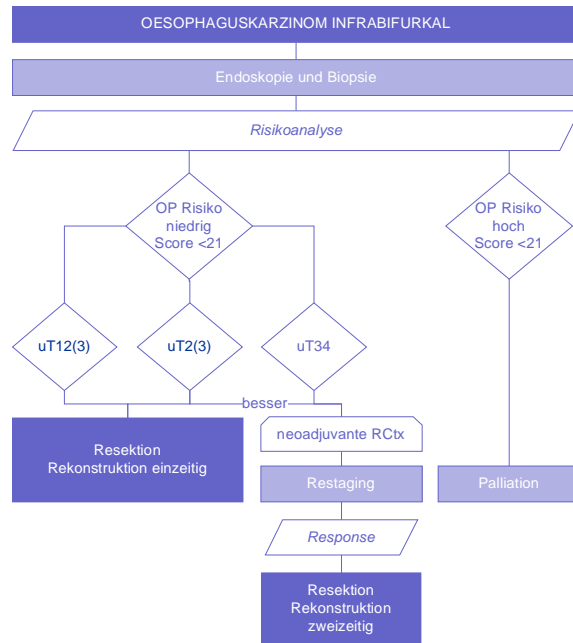 OESOPHAGUSKARZINOM INFRABIFURKAL
Endoskopie und Biopsie
Risikoanalyse
OP Risiko
niedrig
Score <21
OP Risiko
hoch
Score <21
uT12(3)
uT2(3)
uT34
besser
Resektion
Rekonstruktion einzeitig
neoadjuvante RCtx
Restaging
Palliation
Response
Resektion
Rekonstruktion
zweizeitig